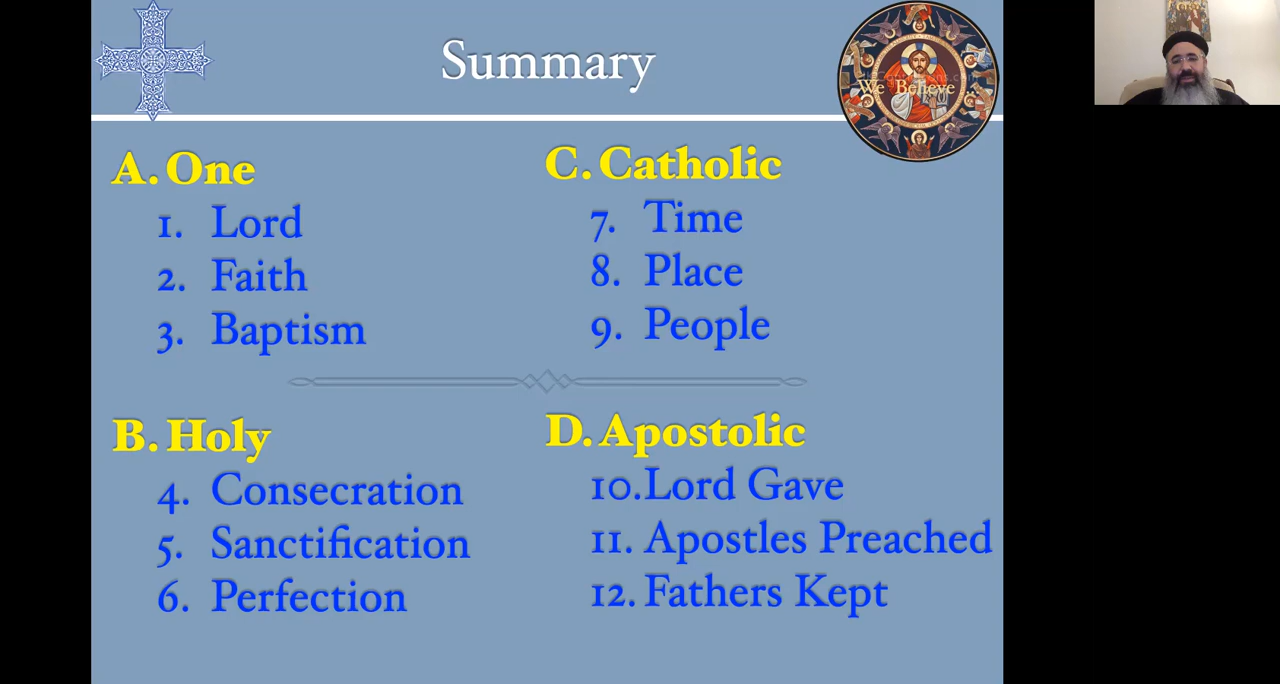 Summary
We Believe ...
A. One
1. Lord
2. Faith
3. Baptism
B. Holy
4. Consecration
5. Sanctification
6. Perfection
C. Catholic
7. Time
8. Place
9. People
D. Apostolic
10. Lord Gave
11. Apostles Preached
12. Fathers Kept